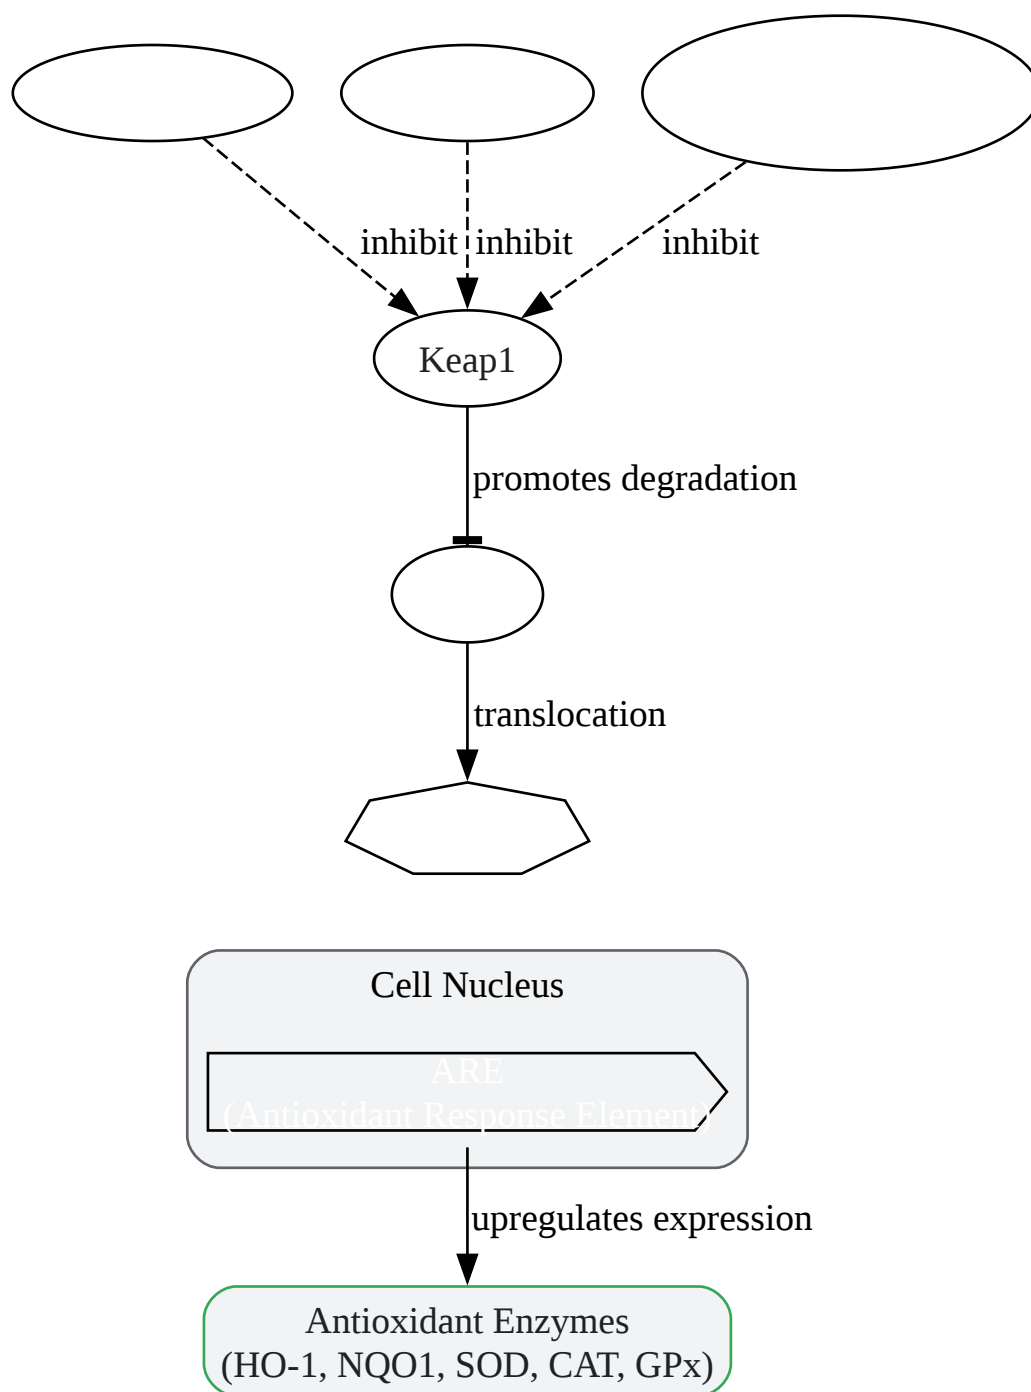 inhibit inhibit inhibit
Keap1
promotes degradation
translocation
Cell Nucleus
ARE
(Antioxidant Response Element)
upregulates expression
Antioxidant Enzymes
(HO-1, NQO1, SOD, CAT, GPx)